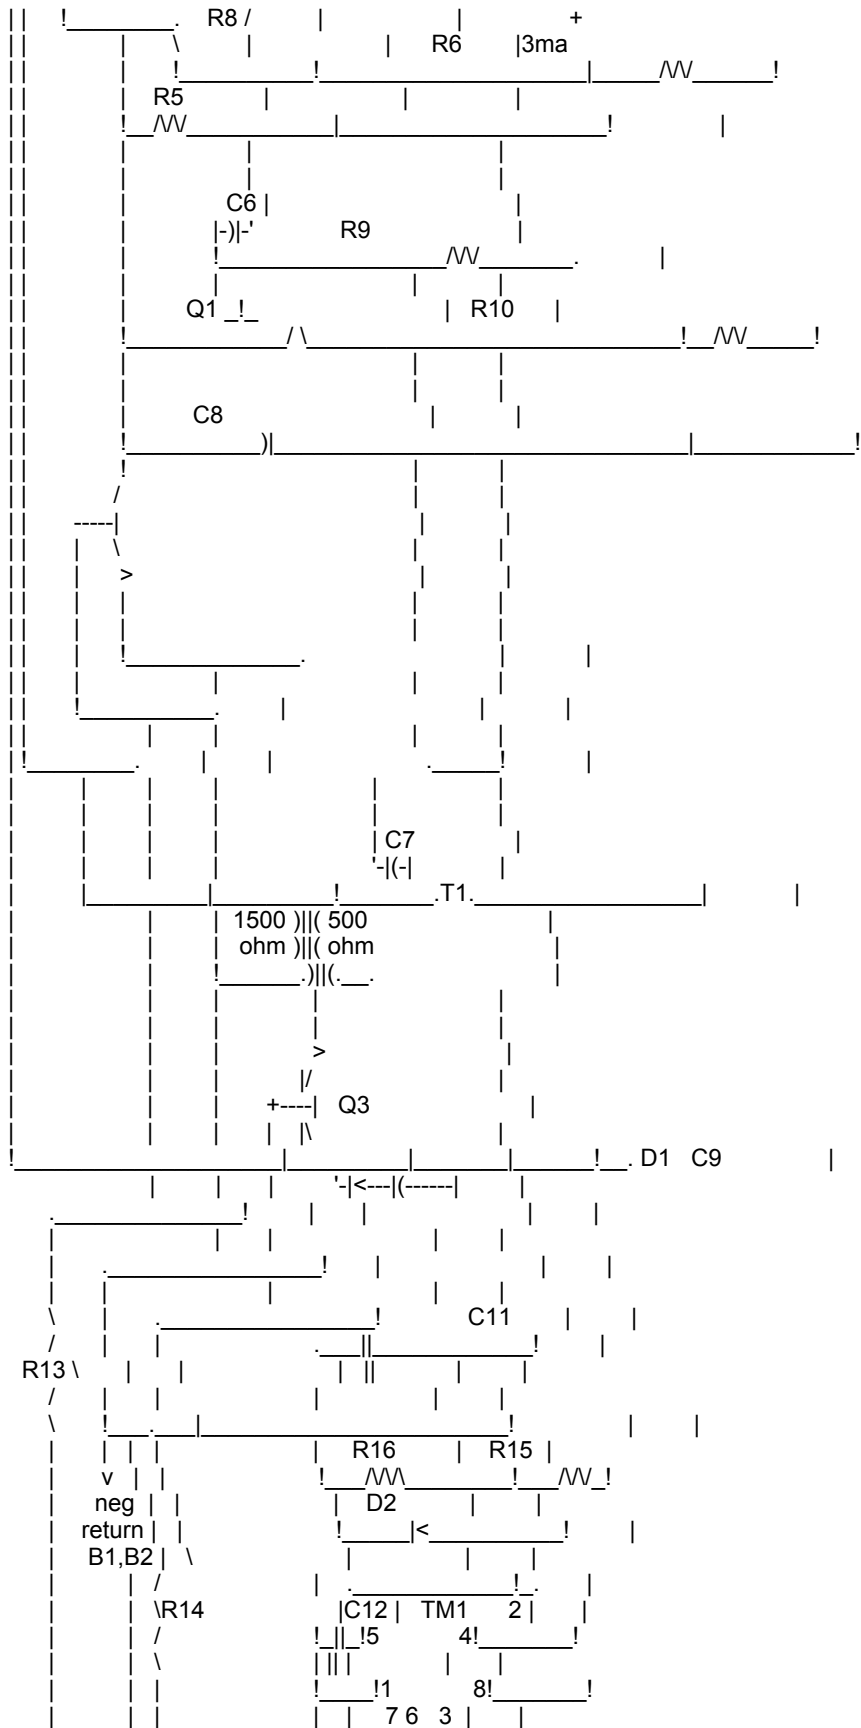 R8
+
R6 3ma
R5
C6
R9
Q1 R10
C8
C7
T1
1500 500
ohm ohm
Q3
D1 C9
C11
R13
R16 R15
neg D2
return
B1,B2
R14 C12 TM1 2
5 4
1 8
7 6 3